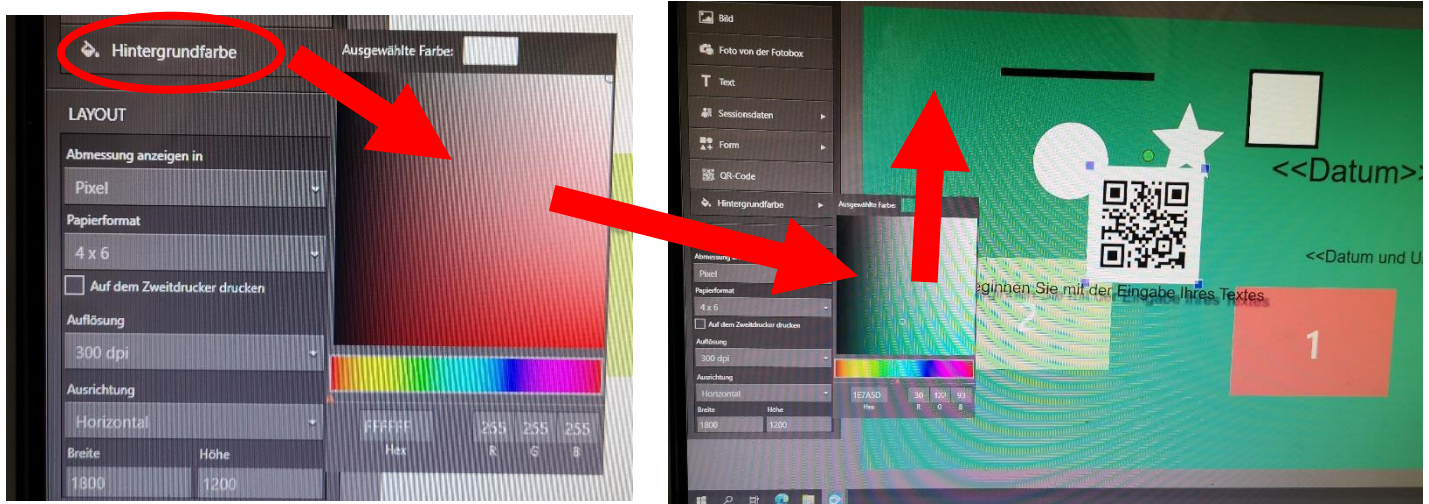 Hintergrundfarbe
Ausgewählte Farbe:
LAYOUT
Abmessung anzeigen in
Pixel
Papierformat
4 x 6
Auf dem Zweitdrucker drucken
Auflösung
300 dpi
Ausrichtung
Horizontal
Breite
Höhe
1800
1200
FFFFFF
255
255
255
Hex
R
G
B
Bild
Foto von der Fotobox
T Text
Sessionsdaten
Form
QR-Code
Hintergrundfarbe
Ausgewählte Farbe:
Pixel
Papierformat
4 x 6
Auf dem Zweitdrucker drucken
Auflösung
300 dpi
Ausrichtung
Horizontal
Breite
Höhe
1800
1200
1E7A5D
30
122
93
Hex
R
G
B
<<Datum>>
<<Datum und U
eginnen Sie mit der Eingabe Ihres Textes
2
1